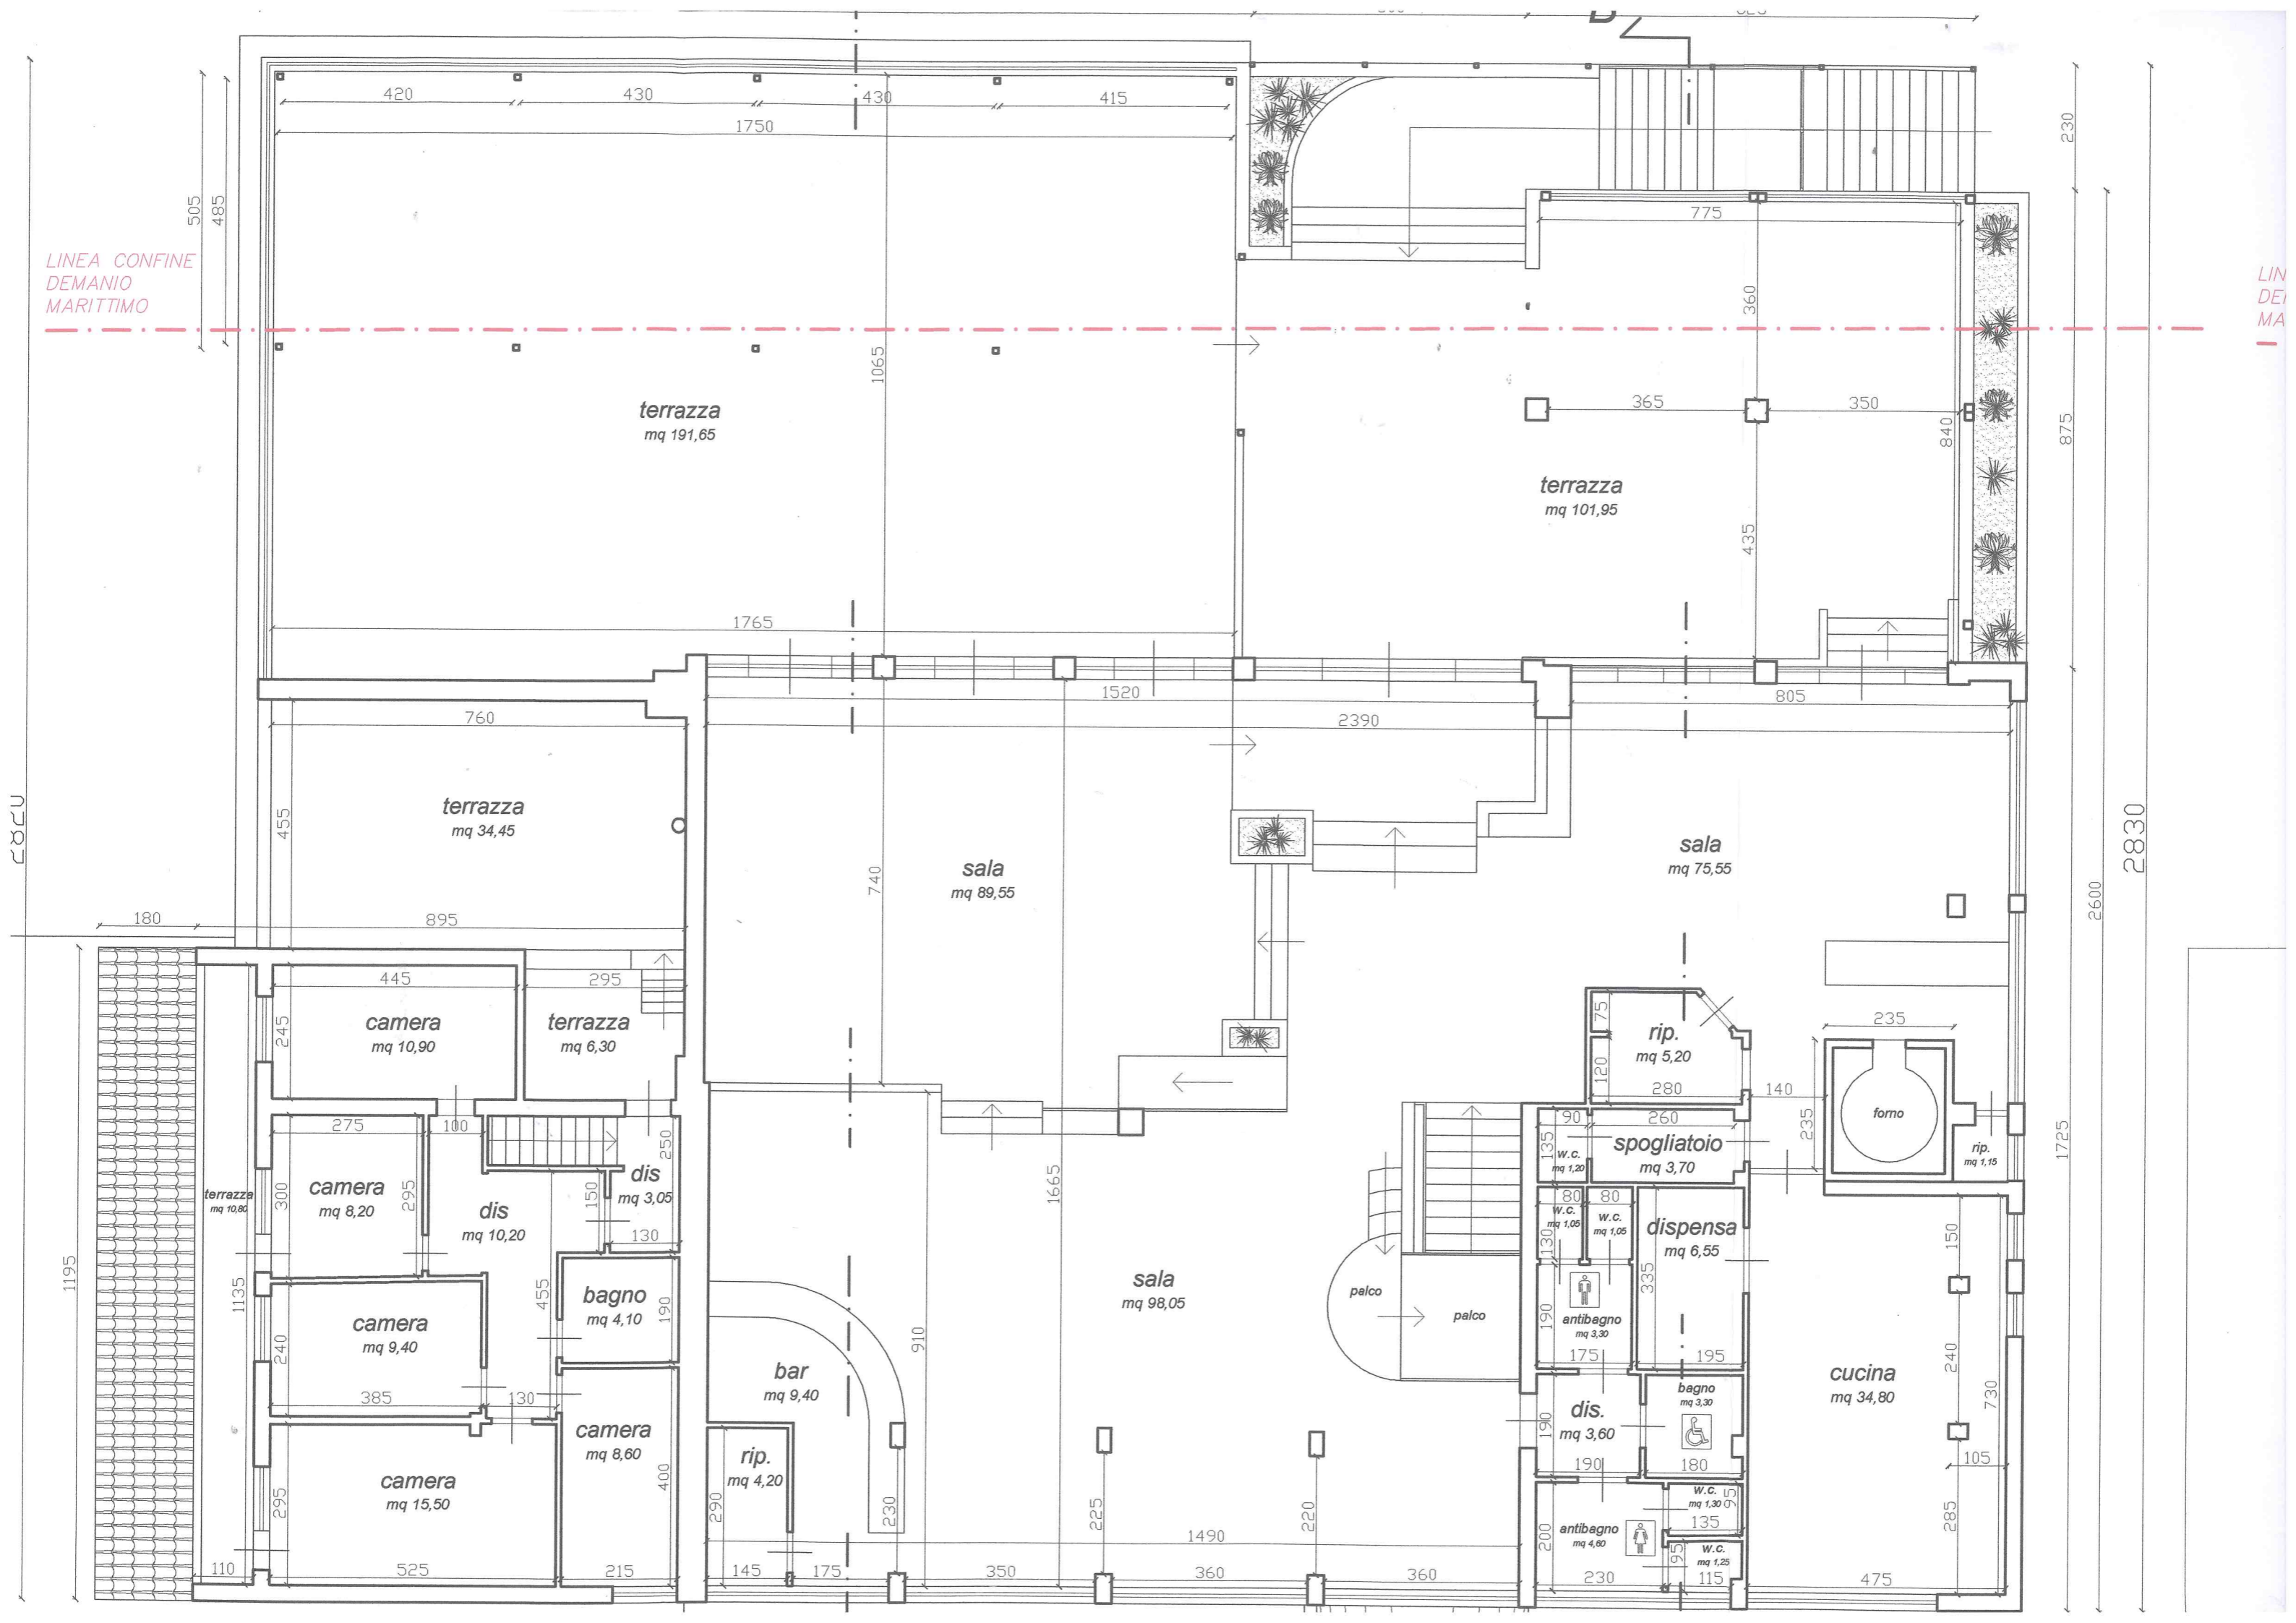 420
430
430
415
1750
230
505
485
775
LINEA CONFINE
DEMANIO
MARITTIMO
LIN
DE
MA
360
1065
365
350
terrazza
mq 191,65
840
875
terrazza
mq 101,95
435
1765
1520
805
760
2390
455
terrazza
mq 34,45
740
sala
mq 89,55
sala
mq 75,55
2830
2600
180
895
445
295
245
camera
mq 10,90
terrazza
mq 6,30
75
rip.
mq 5,20
120
280
140
235
235
forno
rip.
mq 1,15
275
100
250
90
260
135
w.c.
mq 1,20
spogliatoio
mq 3,70
1725
terrazza
mq 10,80
300
camera
mq 8,20
295
dis
mq 10,20
150
dis
mq 3,05
130
1665
80
80
w.c.
mq 1,05
w.c.
mq 1,05
130
dispensa
mq 6,55
335
150
1195
1135
455
bagno
mq 4,10
190
sala
mq 98,05
palco
palco
190
antibagno
mq 3,30
175
195
240
camera
mq 9,40
385
130
910
bar
mq 9,40
cucina
mq 34,80
240
730
bagno
mq 3,30
dis.
mq 3,60
190
190
180
105
camera
mq 8,60
400
rip.
mq 4,20
290
camera
mq 15,50
295
230
225
220
1490
285
w.c.
mq 1,30
95
135
200
antibagno
mq 4,60
95
w.c.
mq 1,25
110
525
215
145
175
350
360
360
230
115
475